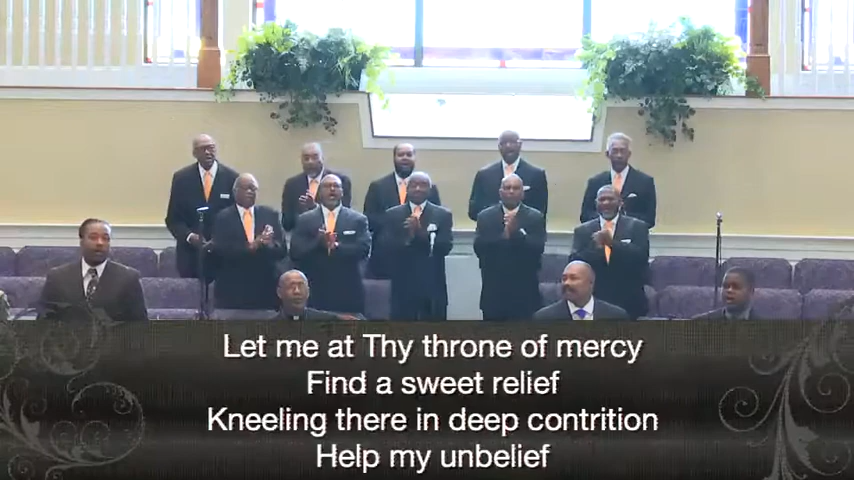 Let me at Thy throne of mercy
Find a sweet relief
Kneeling there in deep contrition
Help my unbelief